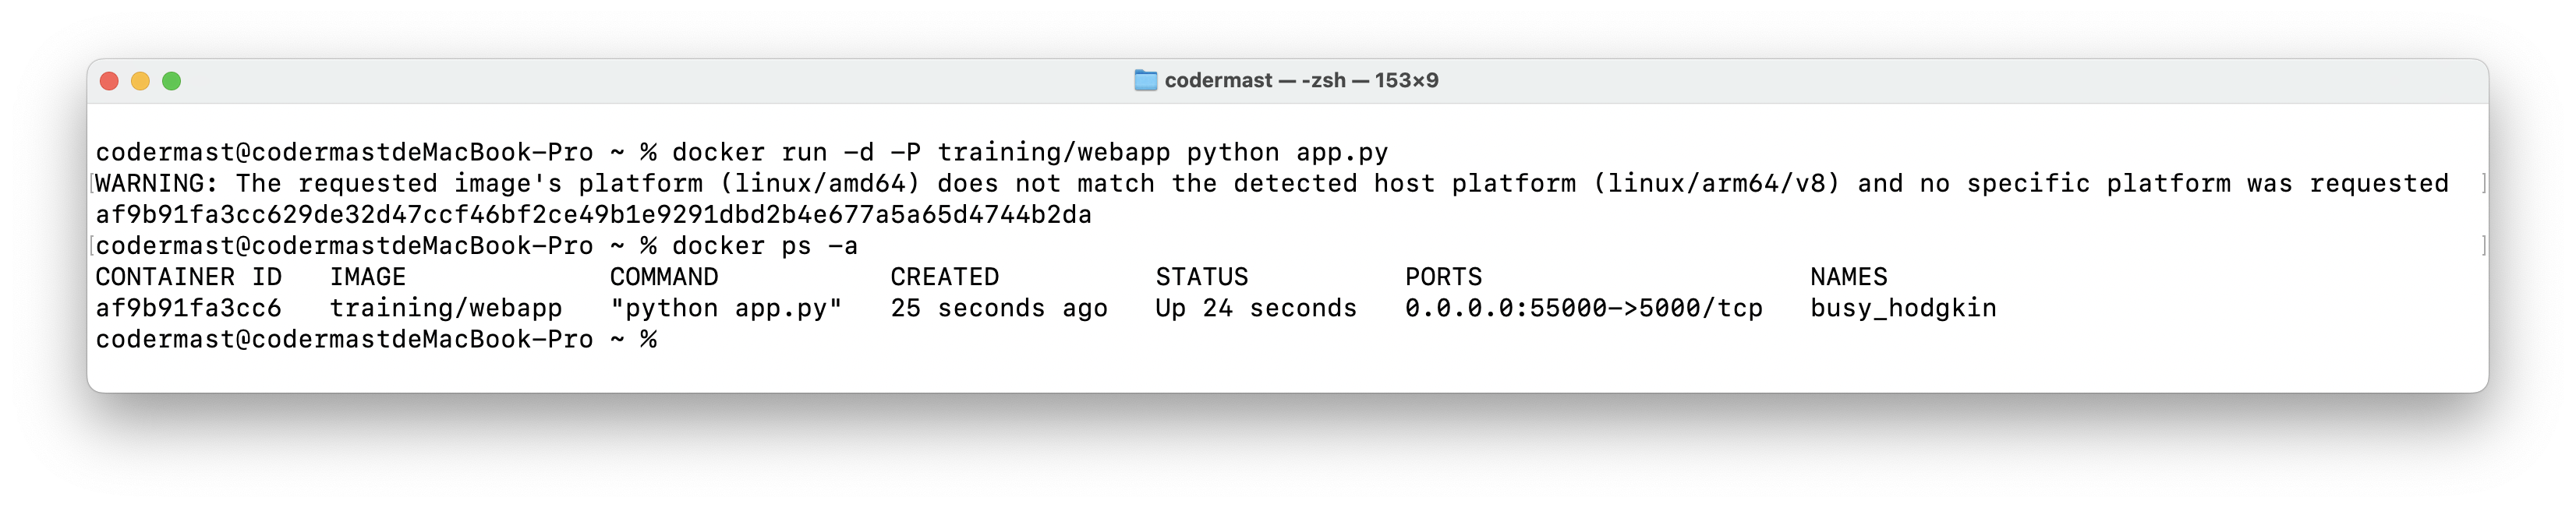 codermast — -zsh — 153×9
codermast@codermastdeMacBook-Pro ~ % docker run -d -P training/webapp python app.py
[WARNING: The requested image's platform (linux/amd64) does not match the detected host platform (linux/arm64/v8) and no specific platform was requested ]
af9b91fa3cc629de32d47ccf46bf2ce49b1e9291dbd2b4e677a5a65d4744b2da
[codermast@codermastdeMacBook-Pro ~ % docker ps -a ]
CONTAINER ID   IMAGE             COMMAND           CREATED          STATUS          PORTS                     NAMES
af9b91fa3cc6   training/webapp   "python app.py"   25 seconds ago   Up 24 seconds   0.0.0.0:55000->5000/tcp   busy_hodgkin
codermast@codermastdeMacBook-Pro ~ %